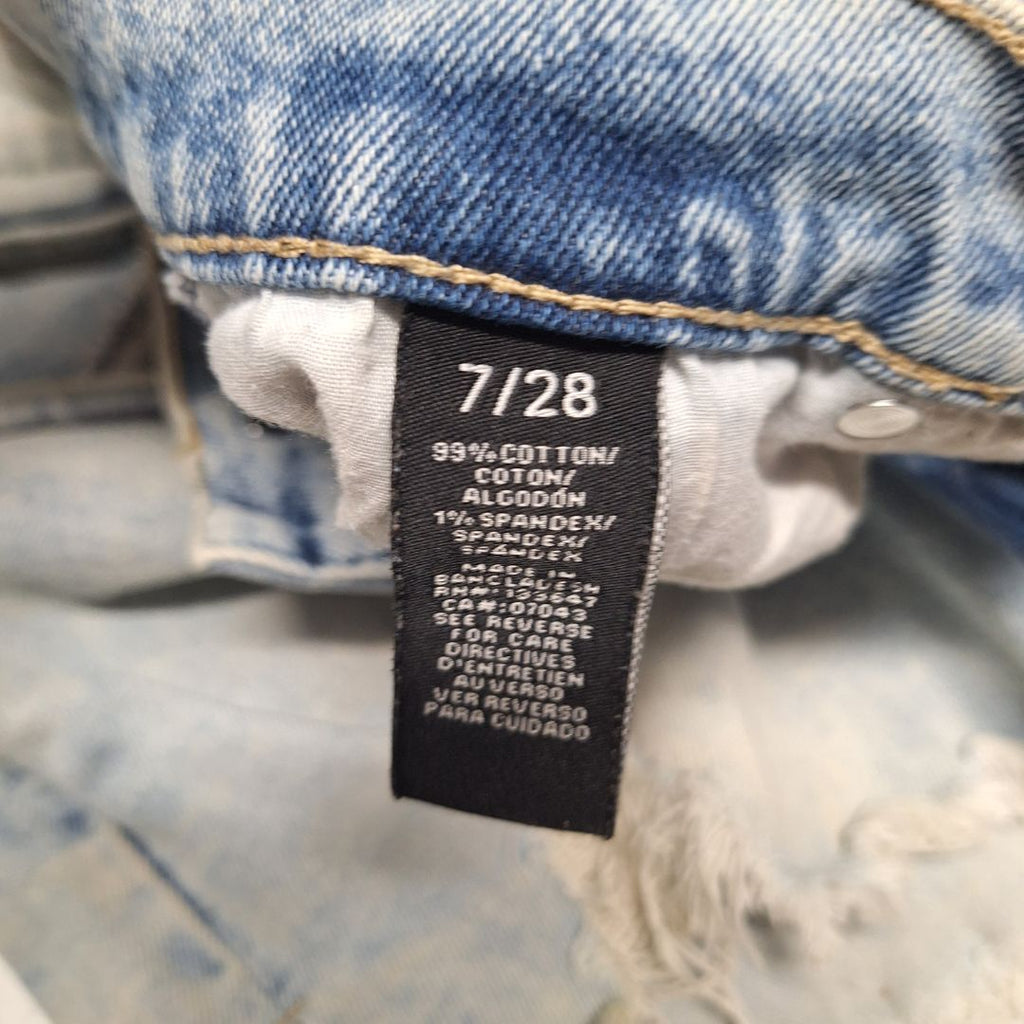 7/28
99% COTTON/
COTON/
ALGODÓN
1% SPANDEX/
SPANDEX/
SPANDEX
MADE IN
BANGLADESH
RN#: 135647
CA#: 07043
SEE REVERSE
FOR CARE
DIRECTIVES
D'ENTRETIEN
AU VERSO
VER REVERSO
PARA CUIDADO